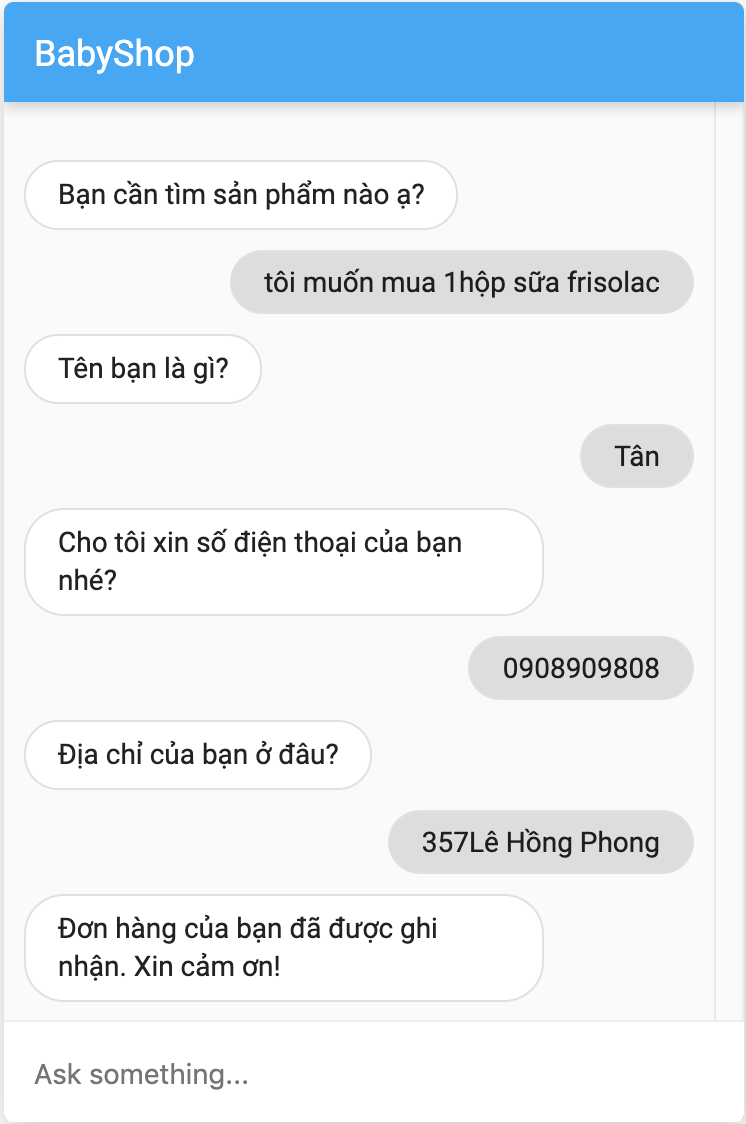 BabyShop
Bạn cần tìm sản phẩm nào ạ?
tôi muốn mua 1hộp sữa frisolac
Tên bạn là gì?
Tân
Cho tôi xin số điện thoại của bạn
nhé?
0908909808
Địa chỉ của bạn ở đâu?
357Lê Hồng Phong
Đơn hàng của bạn đã được ghi
nhận. Xin cảm ơn!
Ask something...